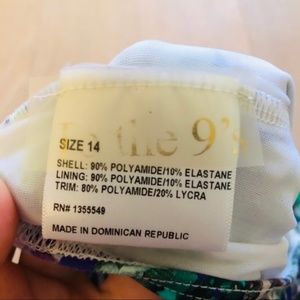 the 9's
SIZE 14
SHELL: 90% POLYAMIDE/10% ELASTANE
LINING: 90% POLYAMIDE/10% ELASTANE
TRIM: 80% POLYAMIDE/20% LYCRA
RN# 1355549
MADE IN DOMINICAN REPUBLIC